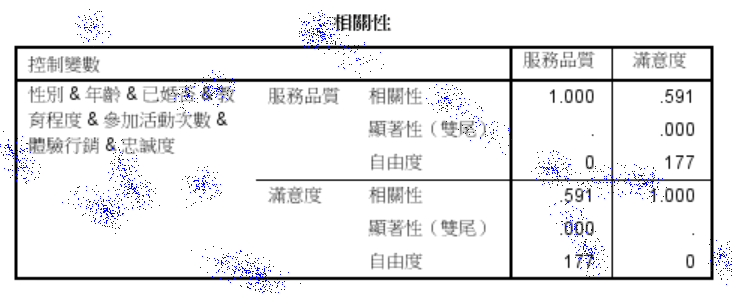 相關性
控制變數 服務品質 滿意度
性別 & 年齡 & 已婚否 & 教 服務品質 相關性 1.000 .591
育程度 & 參加活動次數 & 顯著性（雙尾） . .000
體驗行銷 & 忠誠度 自由度 0 177
滿意度 相關性 .591 1.000
顯著性（雙尾） .000 .
自由度 177 0